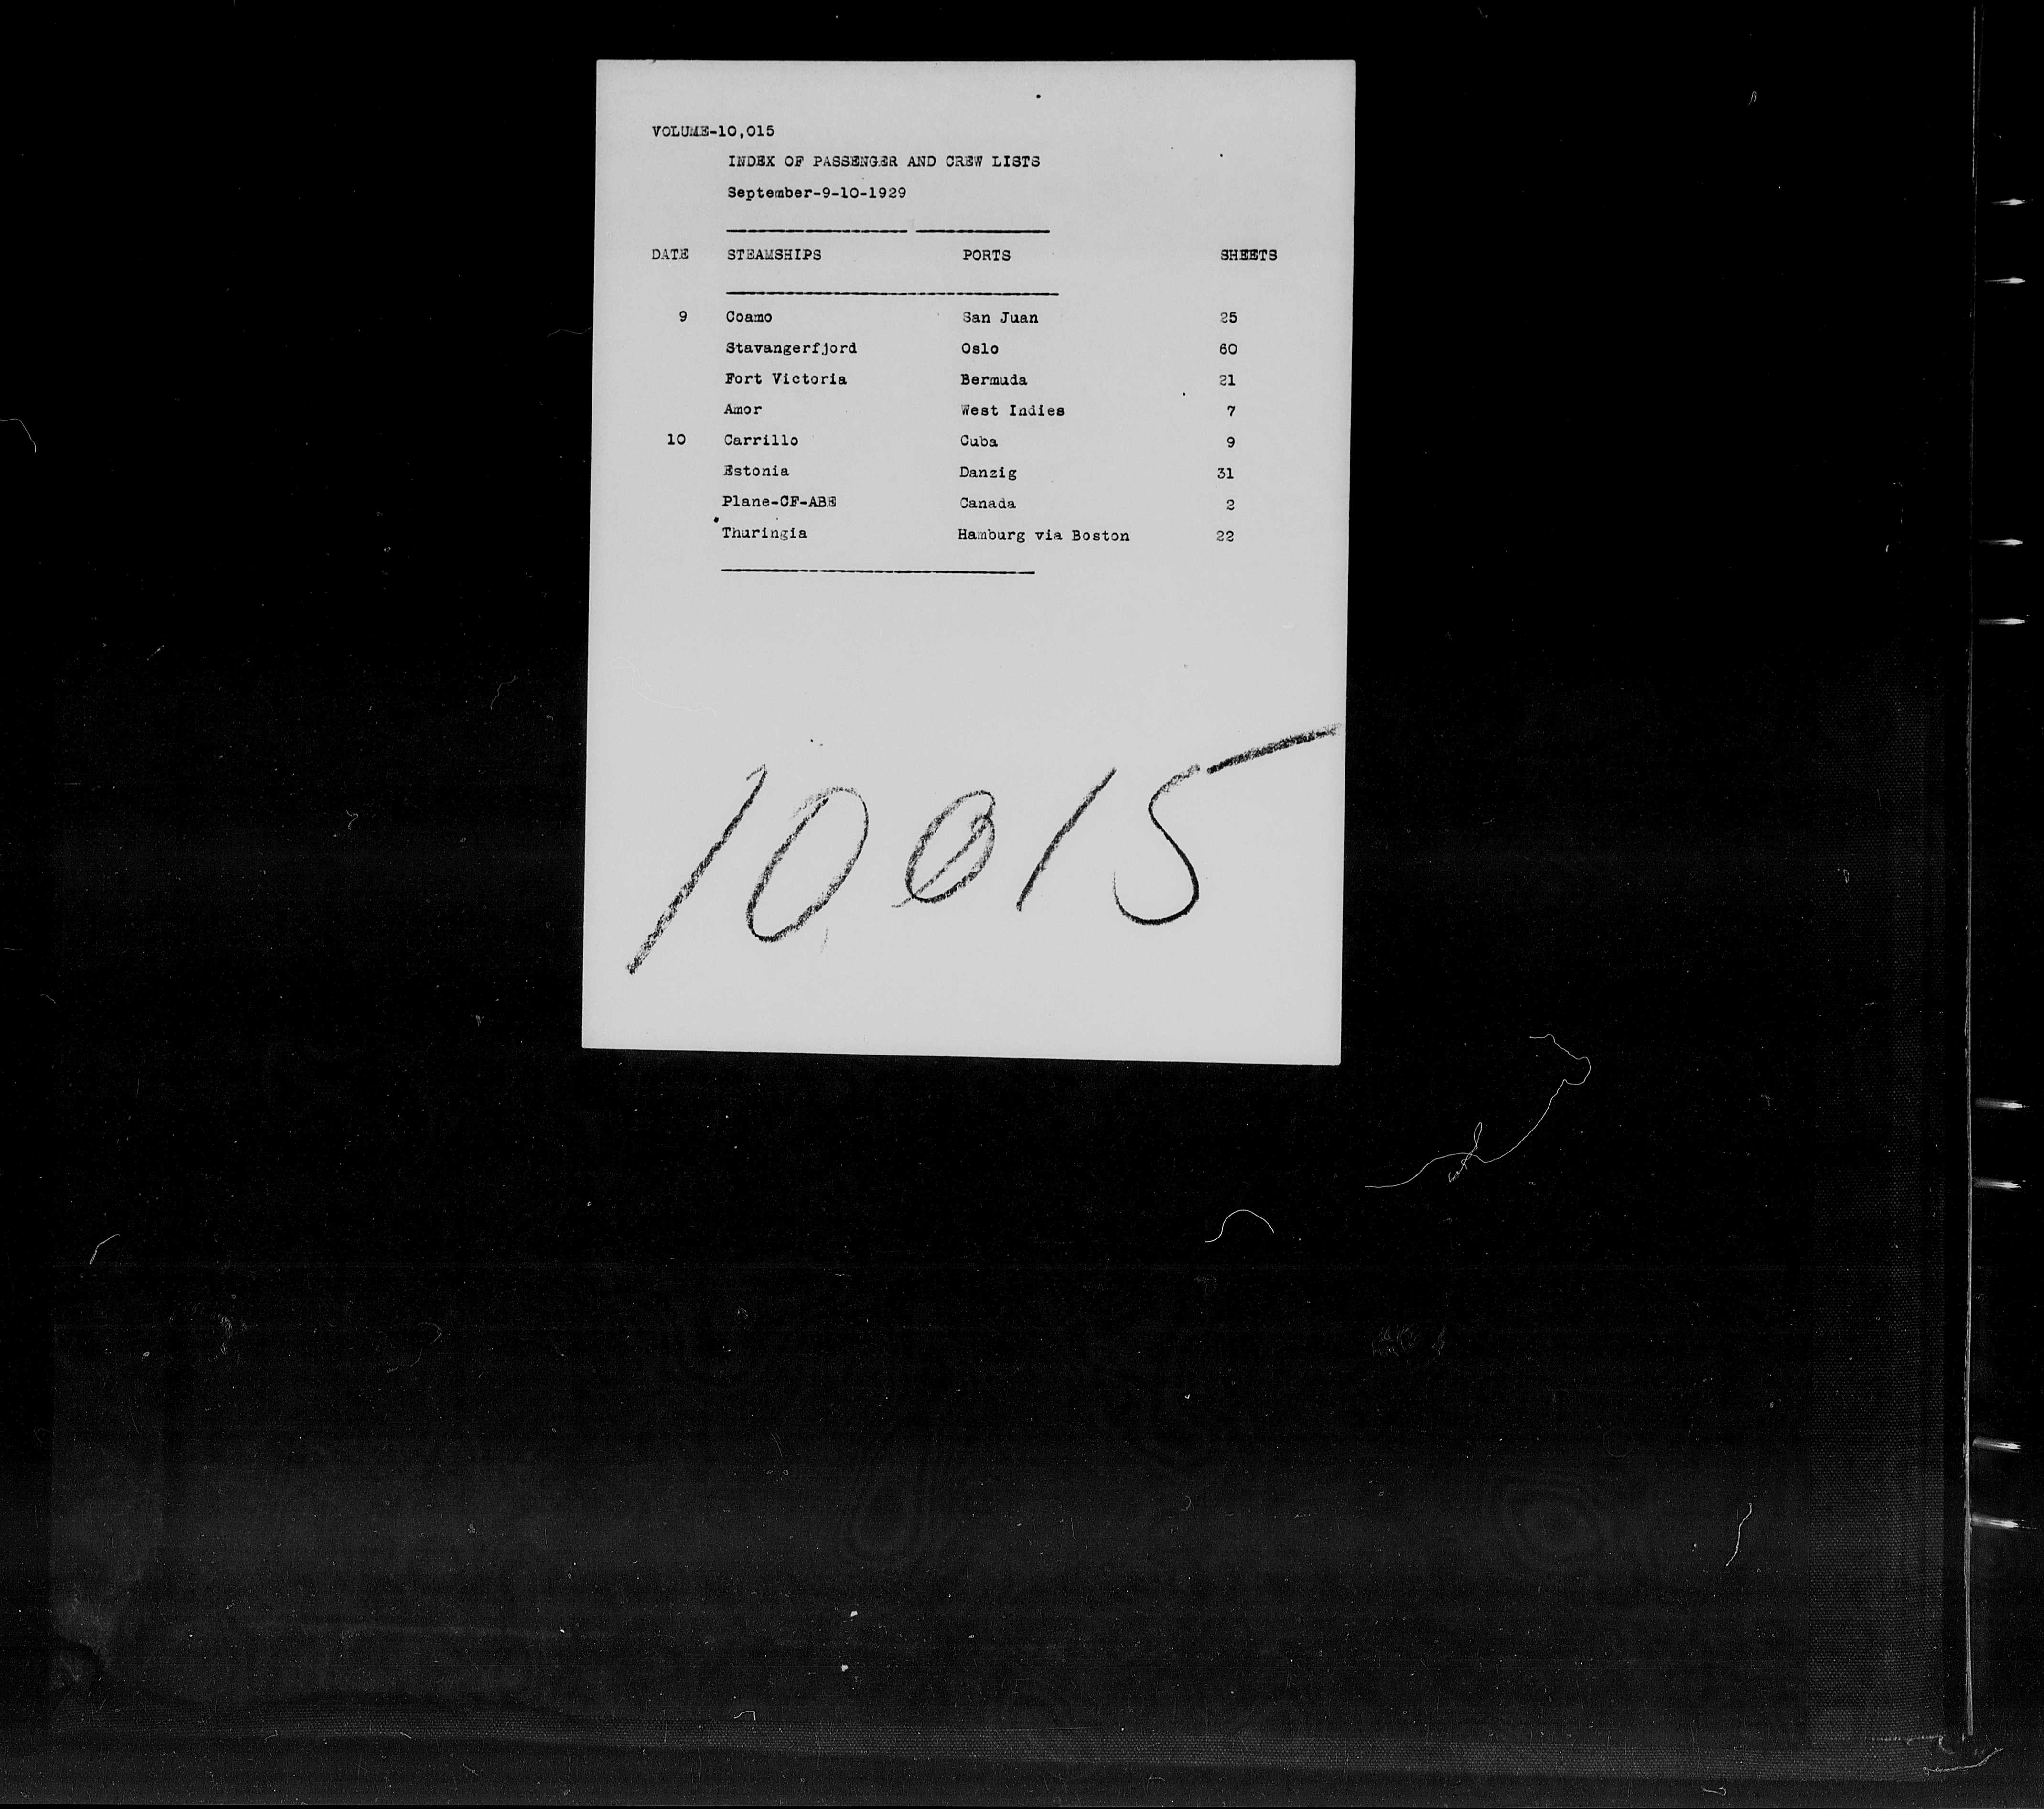 VOLUME-10,015
INDEX OF PASSENGER AND CREW LISTS
September-9-10-1929
DATE STEAMSHIPS PORTS SHEETS
9 Coamo San Juan 25
Stavangerfjord Oslo 60
Fort Victoria Bermuda 21
Amor West Indies 7
10 Carrillo Cuba 9
Estonia Danzig 31
Plane-CF-ABE Canada 2
Thuringia Hamburg via Boston 22
10015